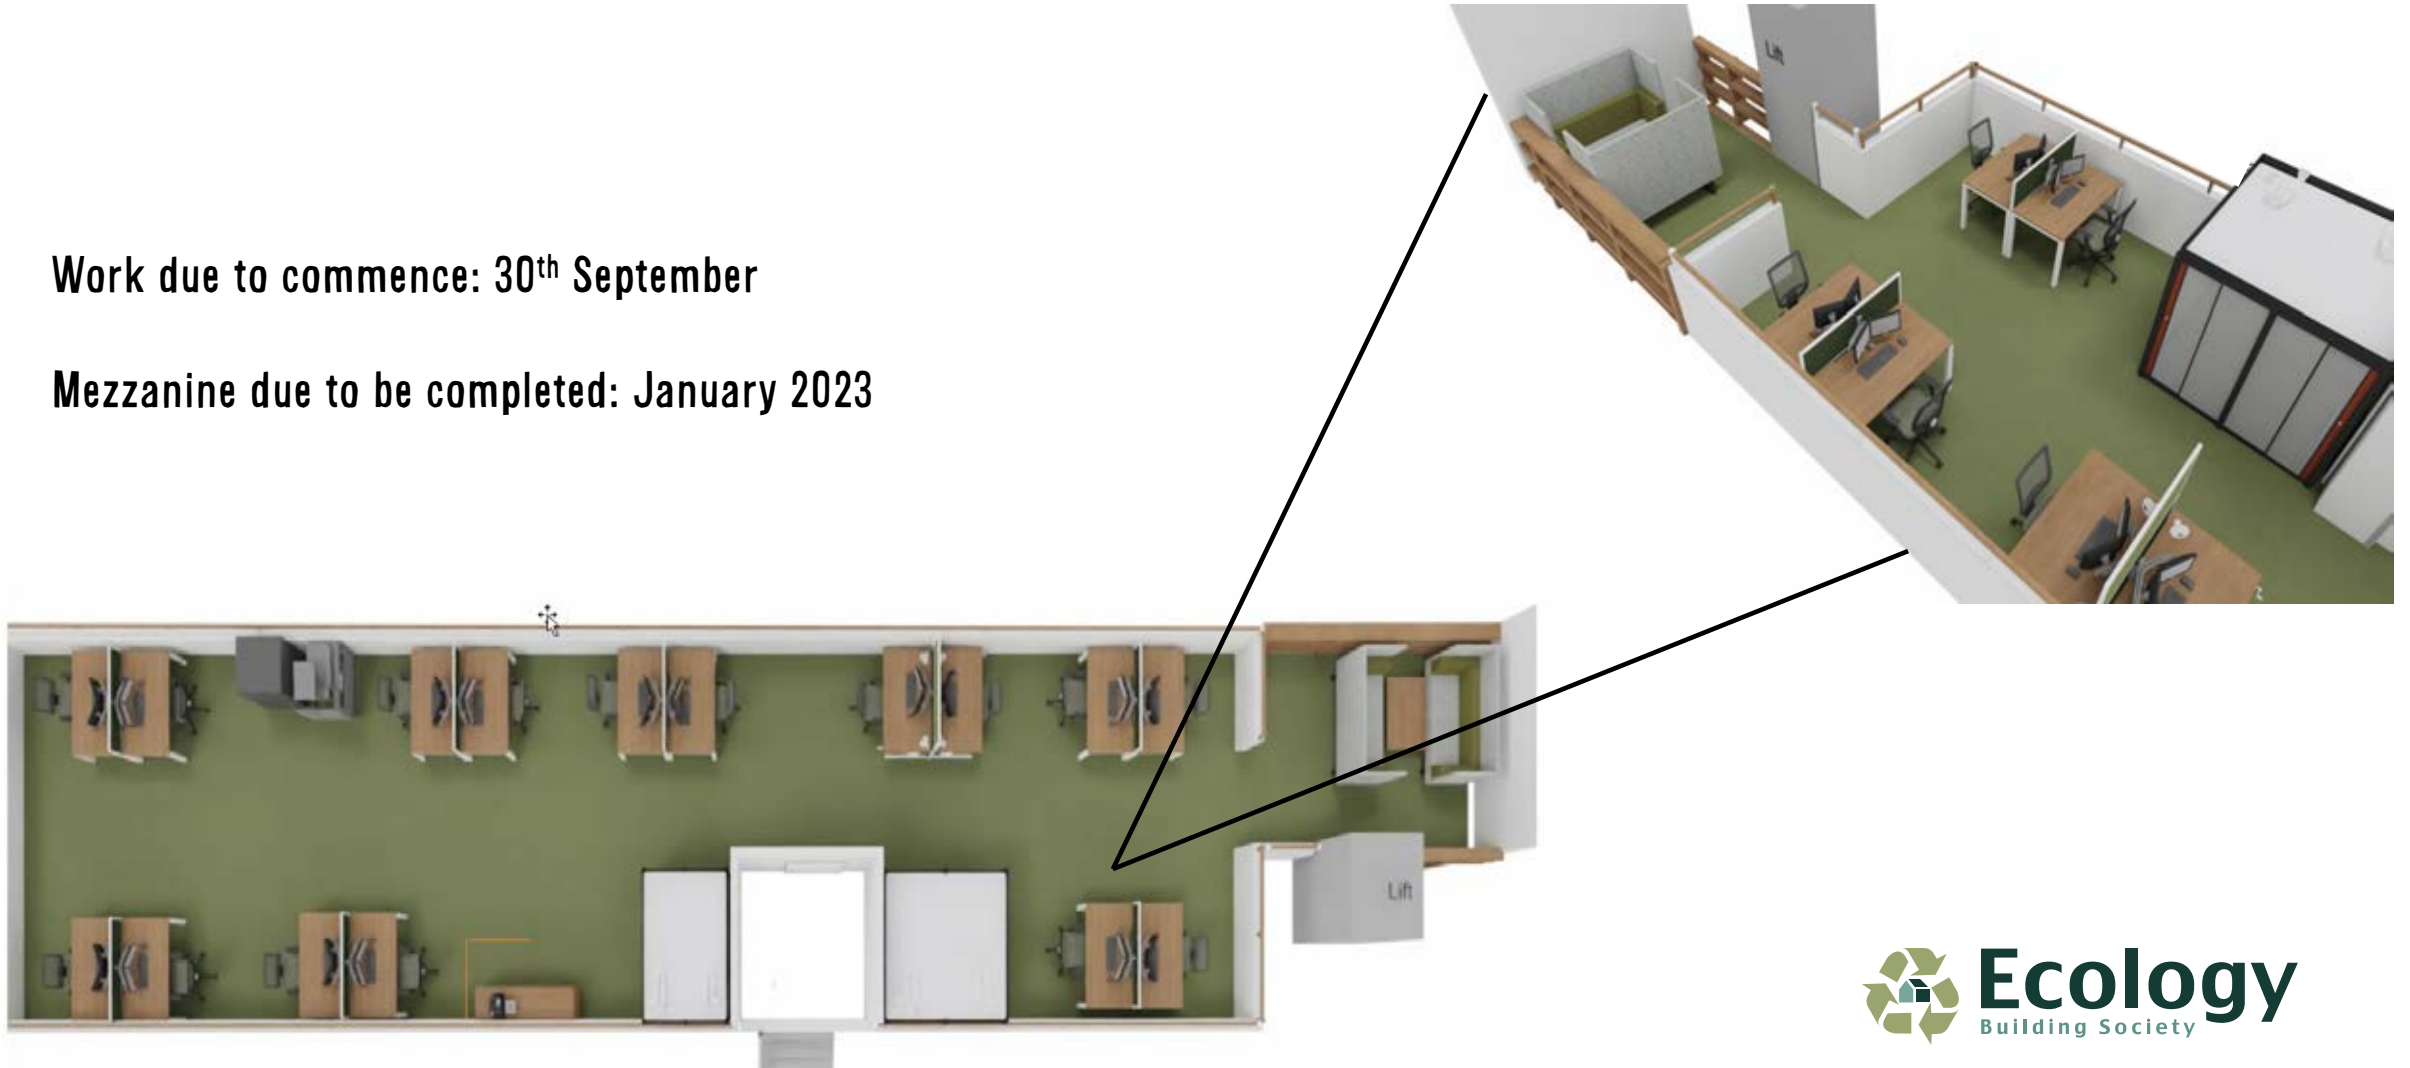 Lift
Work due to commence: 30th September
Mezzanine due to be completed: January 2023
Lift
Ecology
Building Society